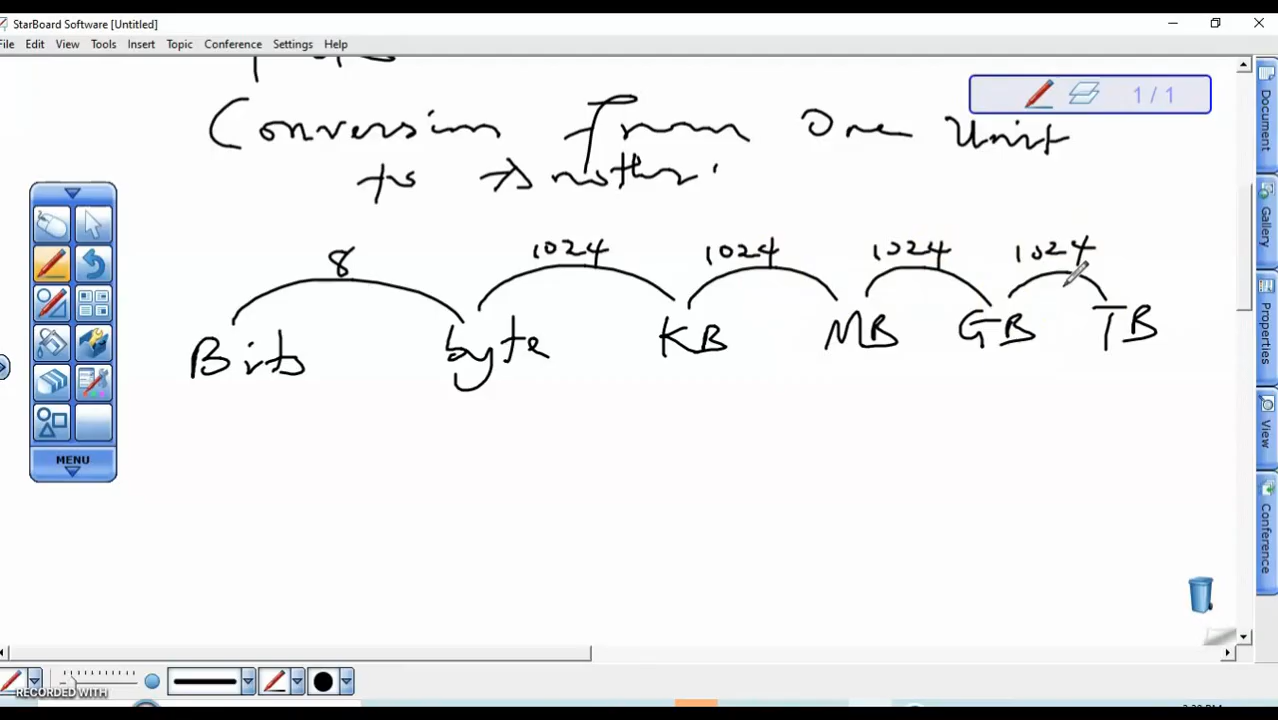 StarBoard Software [Untitled]
File Edit View Tools Insert Topic Conference Settings Help
1 / 1
Conversion from One Unit
to Another.
8 1024 1024 1024 1024
Bits byte KB MB GB TB
MENU
Document
Gallery
Properties
View
Conference
RECORDED WITH